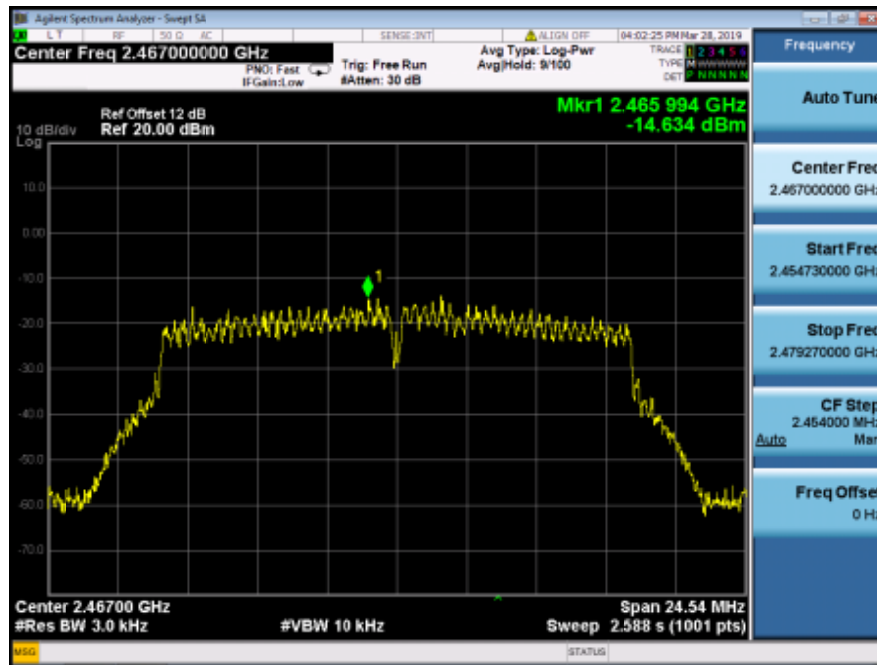 Agilent Spectrum Analyzer - Swept SA
L T RF 50 Ω AC SENSE:INT ALIGN OFF 04:02:25 PM Mar 28, 2019
Center Freq 2.467000000 GHz
PNO: Fast
IFGain:Low
Trig: Free Run
#Atten: 30 dB
Avg Type: Log-Pwr
Avg|Hold: 9/100
TRACE 1 2 3 4 5 6
TYPE M WWWWW
DET P N N N N N
Ref Offset 12 dB
10 dB/div Ref 20.00 dBm
Log
Mkr1 2.465 994 GHz
-14.634 dBm
10.0
0.00
-10.0
-20.0
-30.0
-40.0
-50.0
-60.0
-70.0
1
Center 2.46700 GHz Span 24.54 MHz
#Res BW 3.0 kHz #VBW 10 kHz Sweep 2.588 s (1001 pts)
MSG STATUS
Frequency
Auto Tune
Center Freq
2.467000000 GHz
Start Freq
2.454730000 GHz
Stop Freq
2.479270000 GHz
CF Step
2.454000 MHz
Auto Man
Freq Offset
0 Hz